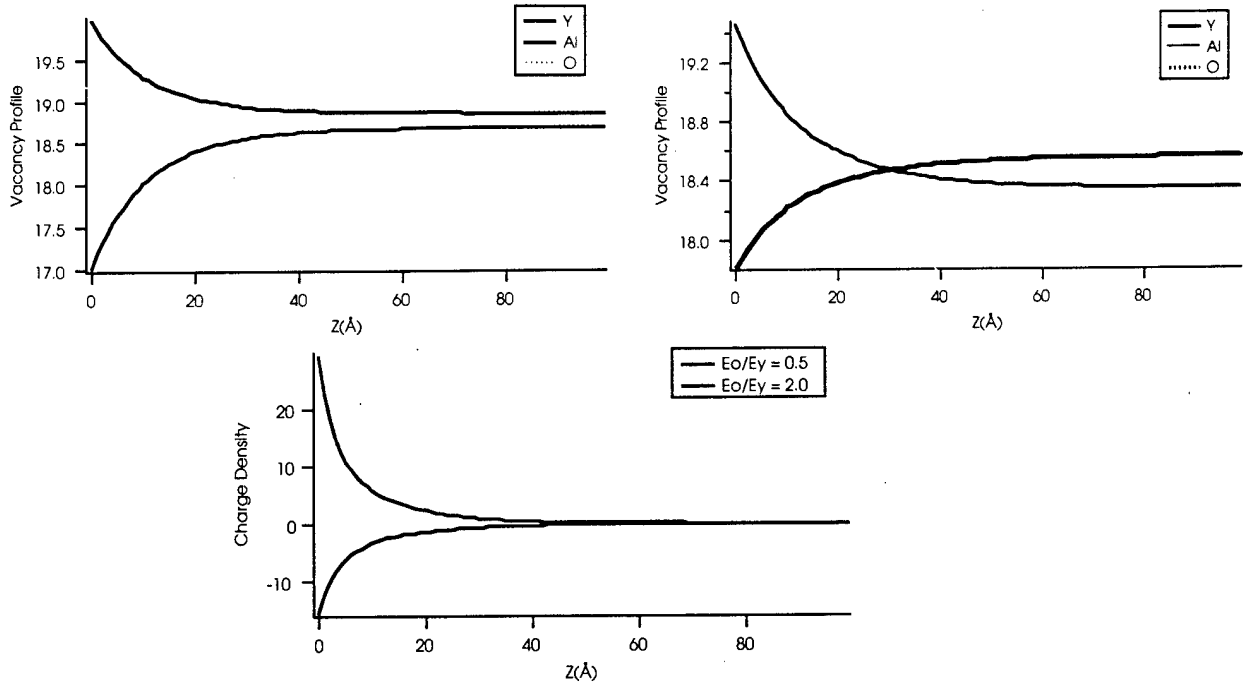 Y
Al
O
Vacancy Profile
19.5
19.0
18.5
18.0
17.5
17.0
0
20
40
60
80
Z(Å)
Y
Al
O
Vacancy Profile
19.2
18.8
18.4
18.0
0
20
40
60
80
Z(Å)
Eo/Ey = 0.5
Eo/Ey = 2.0
Charge Density
20
10
0
-10
0
20
40
60
80
Z(Å)